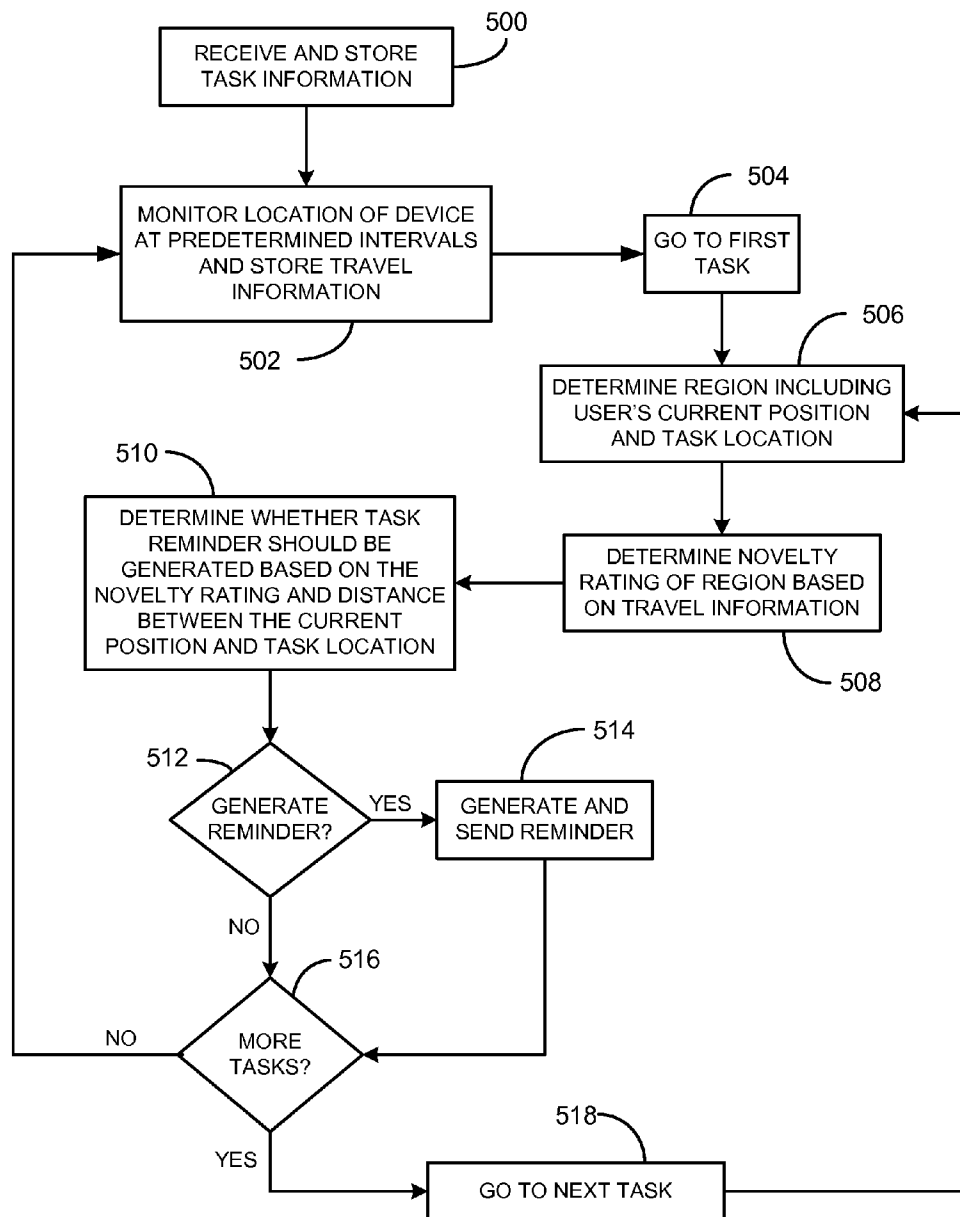 500
RECEIVE AND STORE
TASK INFORMATION
504
MONITOR LOCATION OF DEVICE
AT PREDETERMINED INTERVALS
AND STORE TRAVEL
INFORMATION
502
GO TO FIRST
TASK
506
DETERMINE REGION INCLUDING
USER'S CURRENT POSITION
AND TASK LOCATION
510
DETERMINE WHETHER TASK
REMINDER SHOULD BE
GENERATED BASED ON THE
NOVELTY RATING AND DISTANCE
BETWEEN THE CURRENT
POSITION AND TASK LOCATION
DETERMINE NOVELTY
RATING OF REGION BASED
ON TRAVEL INFORMATION
508
512
GENERATE
REMINDER?
YES
514
GENERATE AND
SEND REMINDER
NO
516
MORE
TASKS?
NO
YES
518
GO TO NEXT TASK